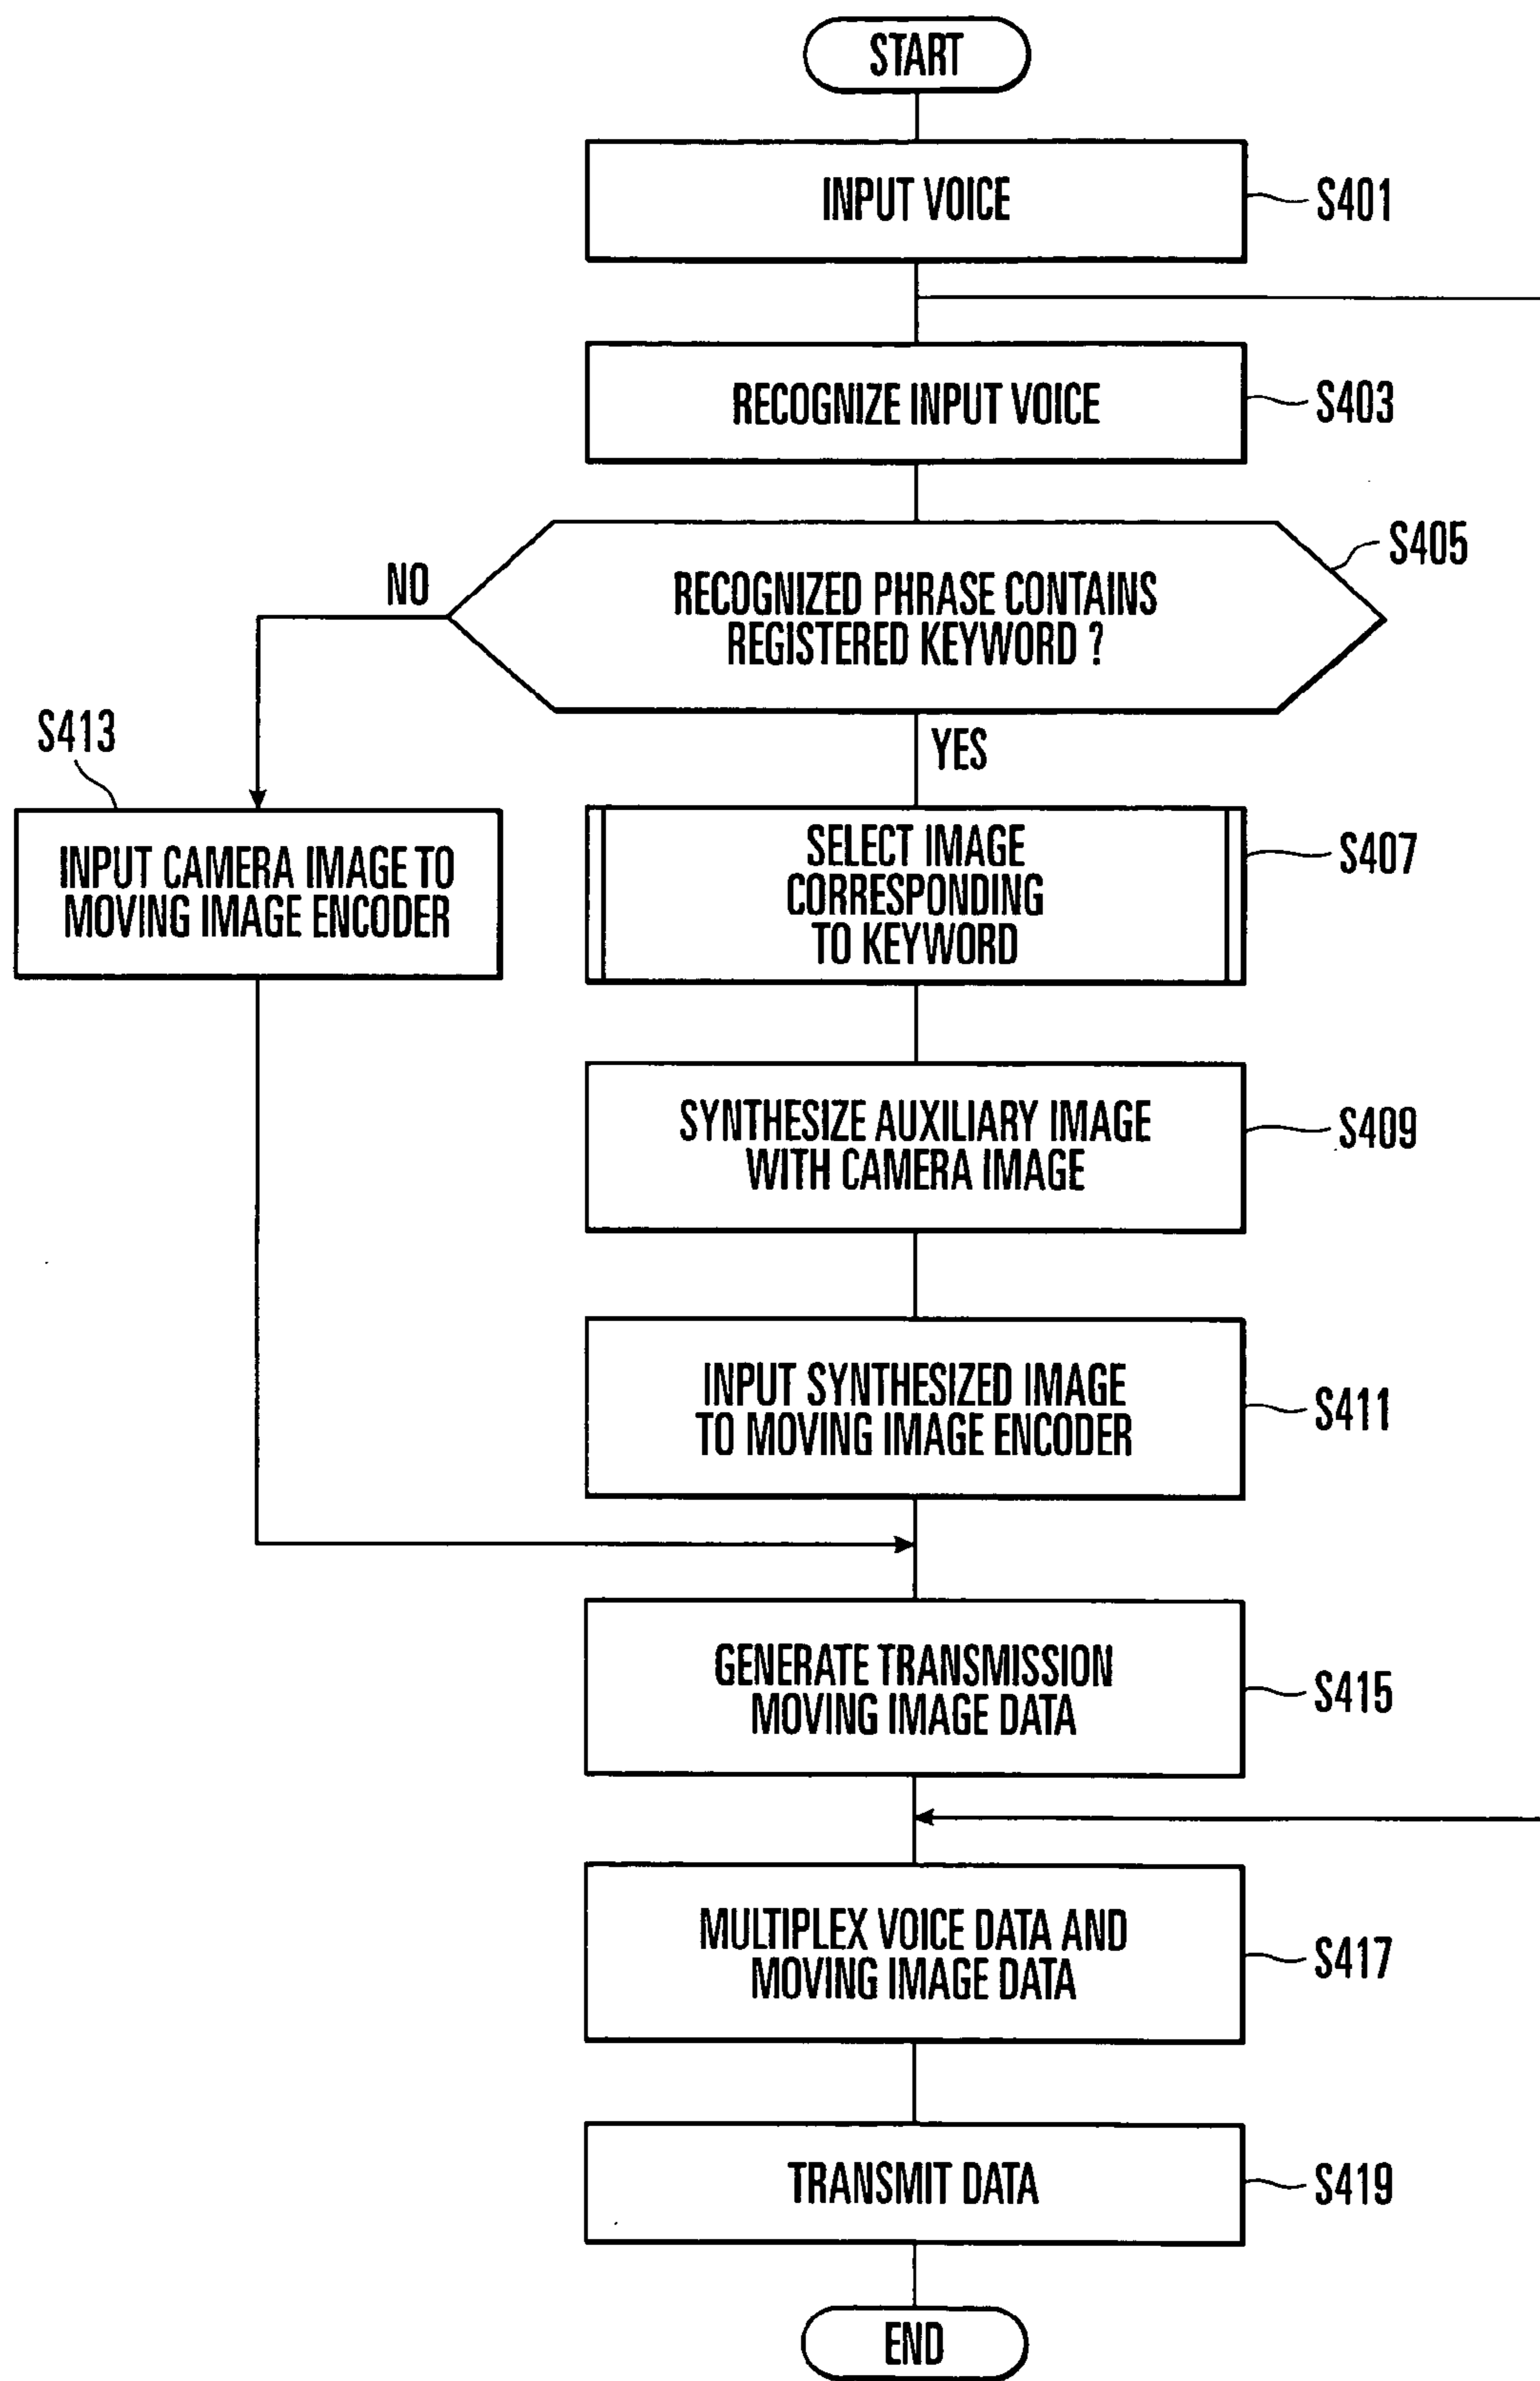 START
INPUT VOICE
S401
RECOGNIZE INPUT VOICE
S403
RECOGNIZED PHRASE CONTAINS
REGISTERED KEYWORD ?
S405
NO
YES
S413
INPUT CAMERA IMAGE TO
MOVING IMAGE ENCODER
SELECT IMAGE
CORRESPONDING
TO KEYWORD
S407
SYNTHESIZE AUXILIARY IMAGE
WITH CAMERA IMAGE
S409
INPUT SYNTHESIZED IMAGE
TO MOVING IMAGE ENCODER
S411
GENERATE TRANSMISSION
MOVING IMAGE DATA
S415
MULTIPLEX VOICE DATA AND
MOVING IMAGE DATA
S417
TRANSMIT DATA
S419
END